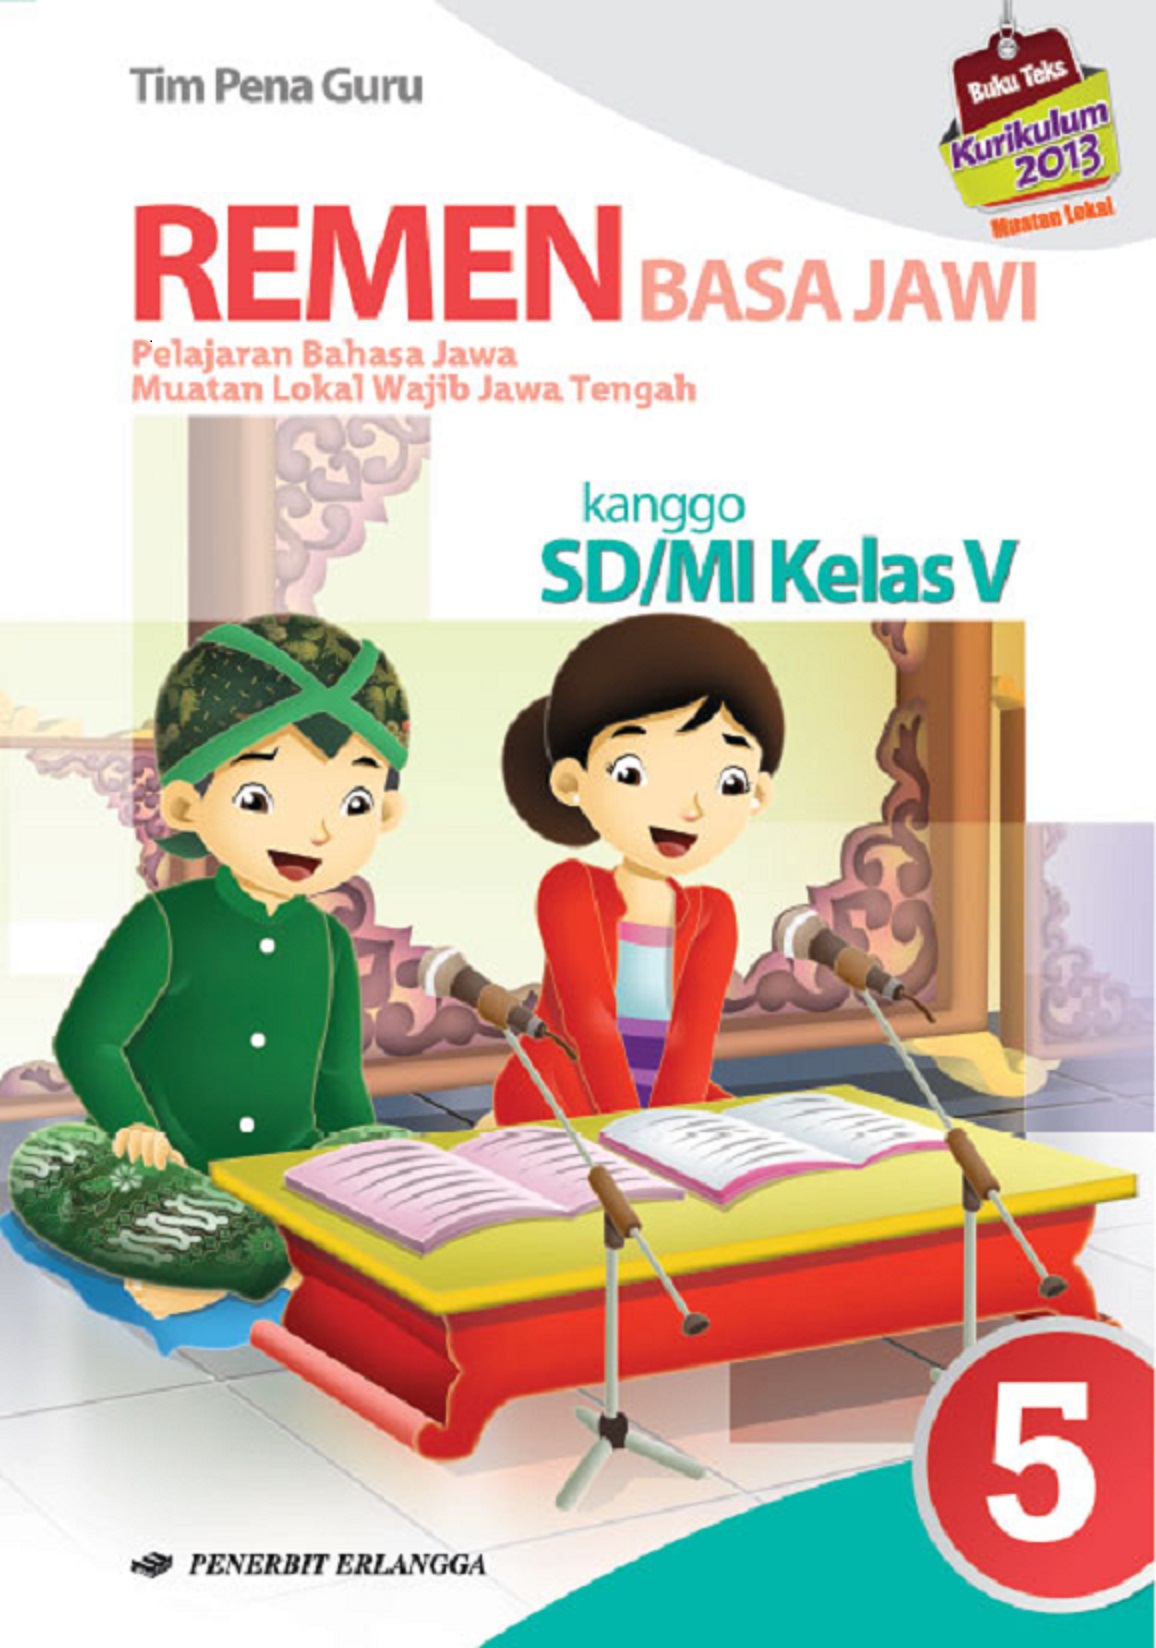 Tim Pena Guru
Buku Teks
Kurikulum
2013
Muatan Lokal
REMEN BASA JAWI
Pelajaran Bahasa Jawa
Muatan Lokal Wajib Jawa Tengah
kanggo
SD/MI Kelas V
5
PENERBIT ERLANGGA